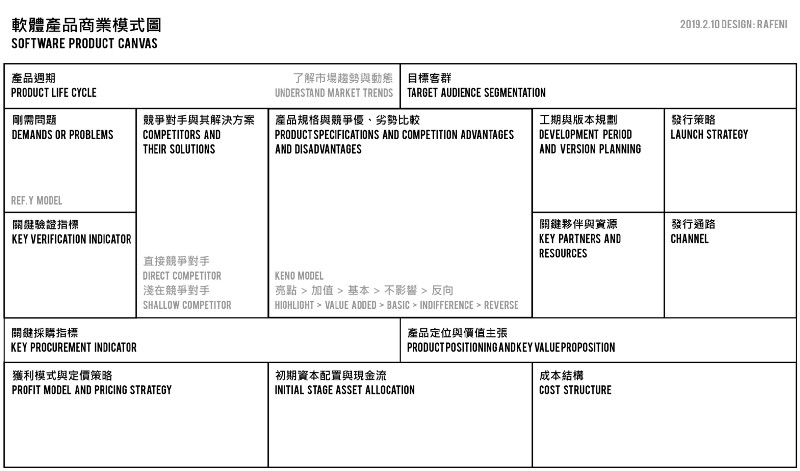 軟體產品商業模式圖
SOFTWARE PRODUCT CANVAS
2019.2.10 DESIGN: RAFENI
產品週期
PRODUCT LIFE CYCLE
了解市場趨勢與動態
UNDERSTAND MARKET TRENDS
目標客群
TARGET AUDIENCE SEGMENTATION
剛需問題
DEMANDS OR PROBLEMS
REF. Y MODEL
競爭對手與其解決方案
COMPETITORS AND
THEIR SOLUTIONS
直接競爭對手
DIRECT COMPETITOR
淺在競爭對手
SHALLOW COMPETITOR
產品規格與競爭優、劣勢比較
PRODUCT SPECIFICATIONS AND COMPETITION ADVANTAGES
AND DISADVANTAGES
KENO MODEL
亮點 > 加值 > 基本 > 不影響 > 反向
HIGHLIGHT > VALUE ADDED > BASIC > INDIFFERENCE > REVERSE
工期與版本規劃
DEVELOPMENT PERIOD
AND VERSION PLANNING
發行策略
LAUNCH STRATEGY
關鍵驗證指標
KEY VERIFICATION INDICATOR
關鍵夥伴與資源
KEY PARTNERS AND
RESOURCES
發行通路
CHANNEL
關鍵採購指標
KEY PROCUREMENT INDICATOR
產品定位與價值主張
PRODUCT POSITIONING AND KEY VALUE PROPOSITION
獲利模式與定價策略
PROFIT MODEL AND PRICING STRATEGY
初期資本配置與現金流
INITIAL STAGE ASSET ALLOCATION
成本結構
COST STRUCTURE